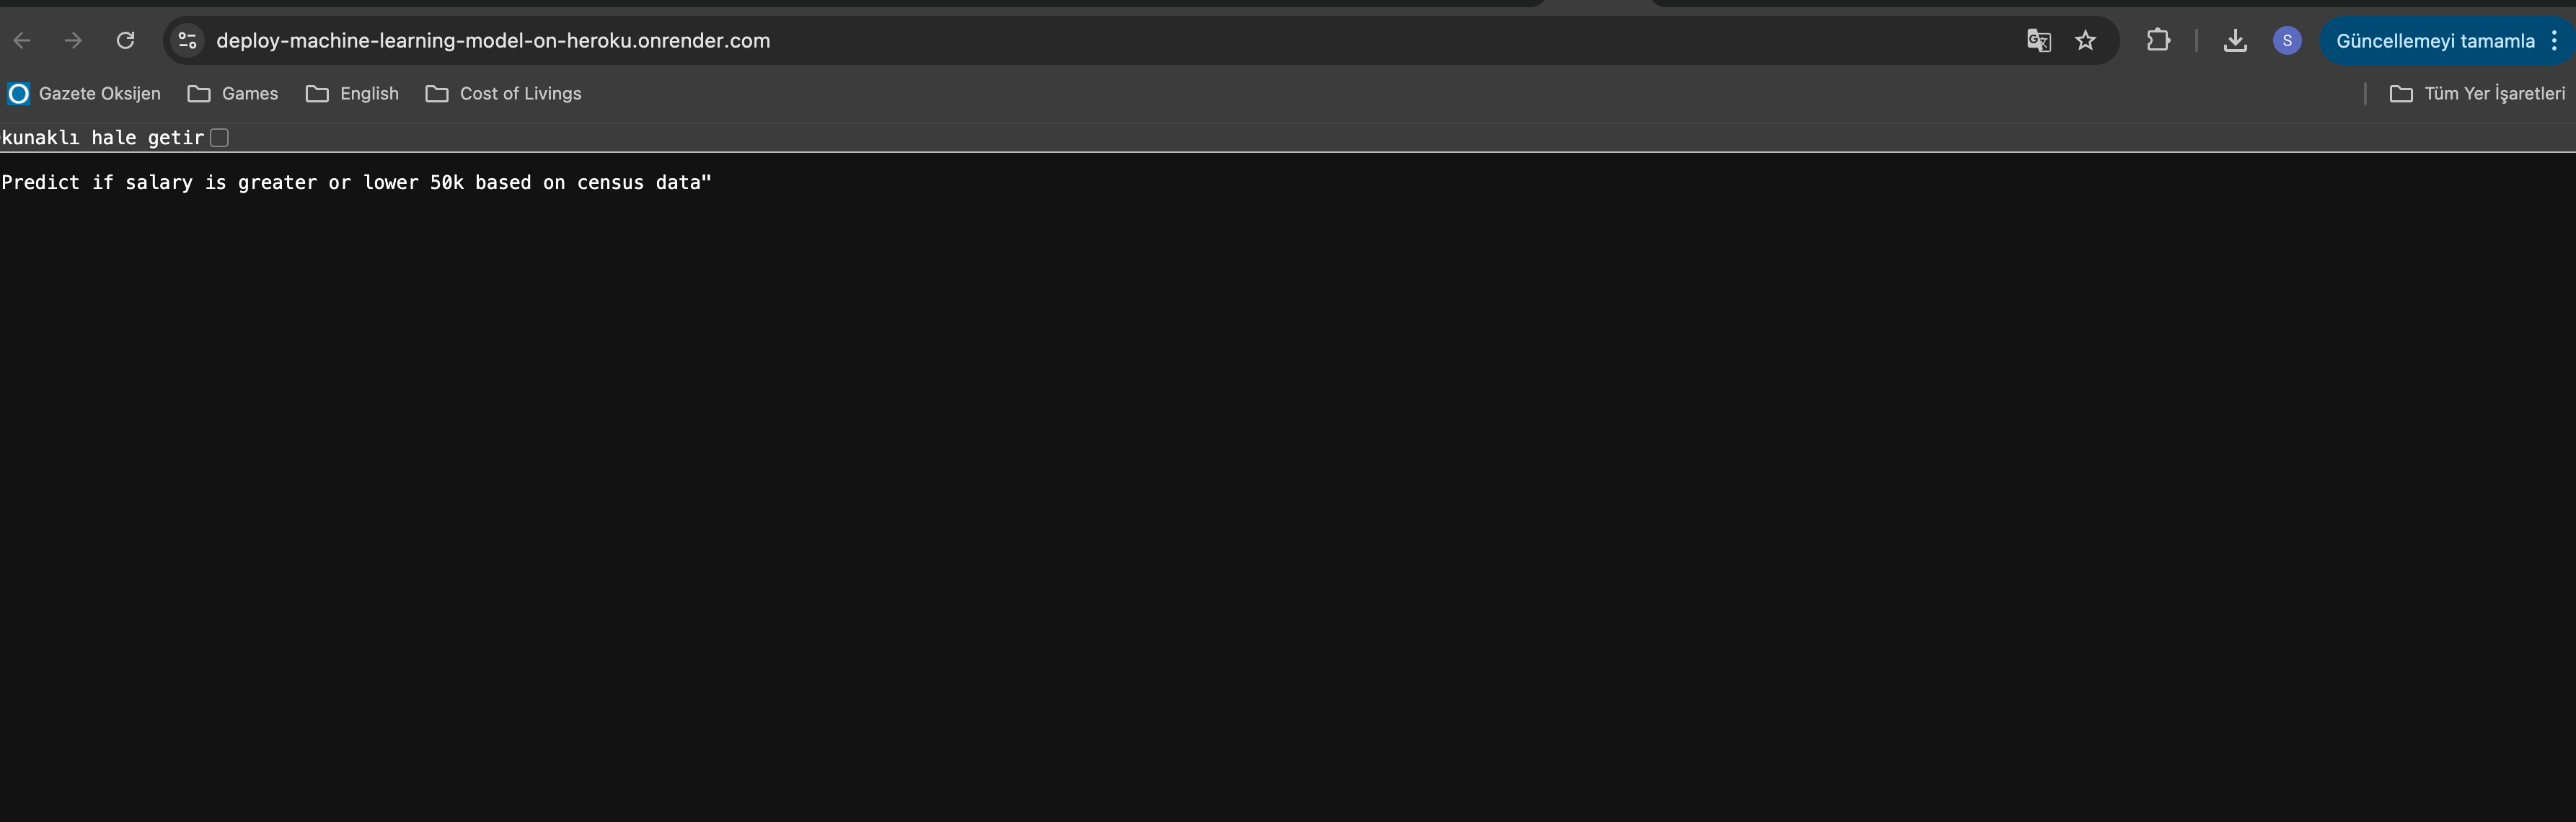 deploy-machine-learning-model-on-heroku.onrender.com
S
Güncellemeyi tamamla
Gazete Oksijen
Games
English
Cost of Livings
Tüm Yer İşaretleri
kunaklı hale getir
Predict if salary is greater or lower 50k based on census data"